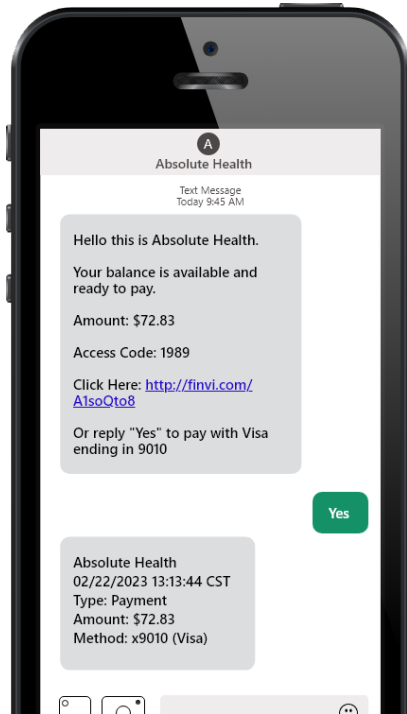 A
Absolute Health
Text Message
Today 9:45 AM
Hello this is Absolute Health.
Your balance is available and
ready to pay.
Amount: $72.83
Access Code: 1989
Click Here: http://finvi.com/
A1soQto8
Or reply "Yes" to pay with Visa
ending in 9010
Yes
Absolute Health
02/22/2023 13:13:44 CST
Type: Payment
Amount: $72.83
Method: x9010 (Visa)